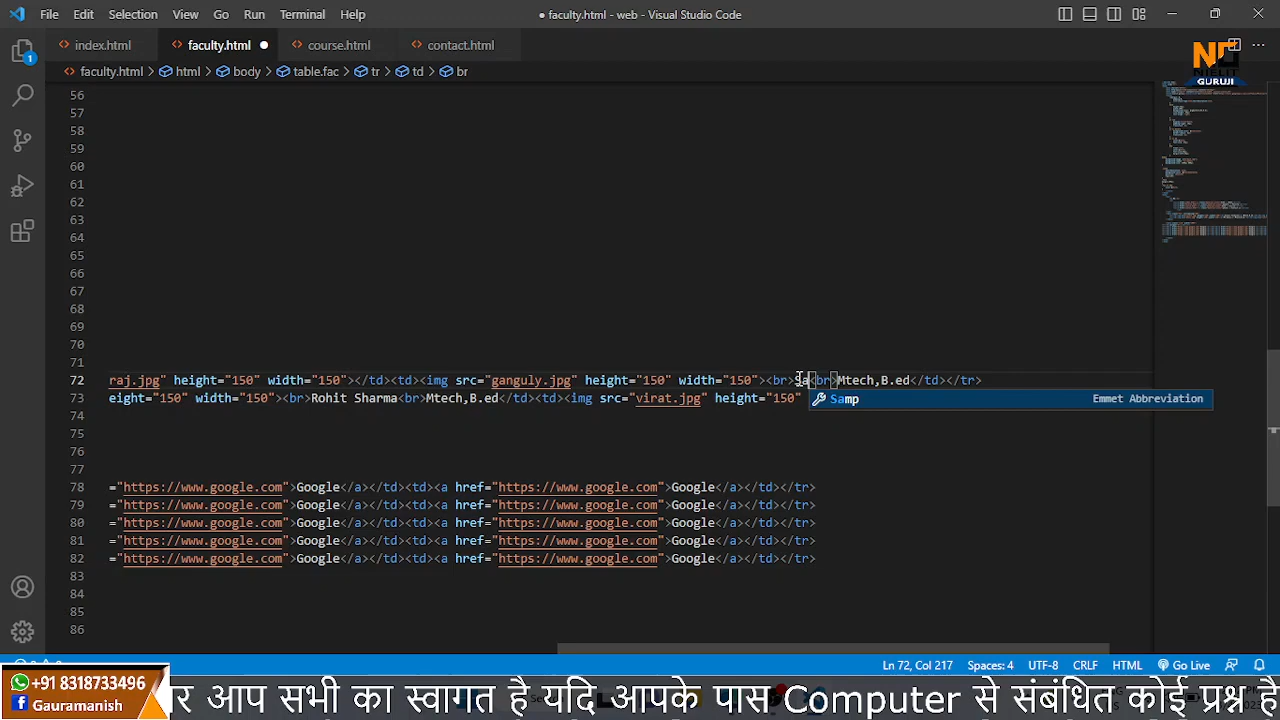 File Edit Selection View Go Run Terminal Help
● faculty.html - web - Visual Studio Code
index.html faculty.html course.html contact.html
faculty.html > html > body > table.fac > tr > td > br
NIELIT
GURUJI
1
56
57
58
59
60
61
62
63
64
65
66
67
68
69
70
71
72 raj.jpg" height="150" width="150"></td><td><img src="ganguly.jpg" height="150" width="150"><br>Sa<br>Mtech,B.ed</td></tr>
73 eight="150" width="150"><br>Rohit Sharma<br>Mtech,B.ed</td><td><img src="virat.jpg" height="150"
Samp Emmet Abbreviation
74
75
76
77
78 ="https://www.google.com">Google</a></td><td><a href="https://www.google.com">Google</a></td></tr>
79 ="https://www.google.com">Google</a></td><td><a href="https://www.google.com">Google</a></td></tr>
80 ="https://www.google.com">Google</a></td><td><a href="https://www.google.com">Google</a></td></tr>
81 ="https://www.google.com">Google</a></td><td><a href="https://www.google.com">Google</a></td></tr>
82 ="https://www.google.com">Google</a></td><td><a href="https://www.google.com">Google</a></td></tr>
83
84
85
86
Ln 72, Col 217 Spaces: 4 UTF-8 CRLF HTML Go Live
+91 8318733496
Gauramanish
र आप सभी का स्वागत है यदि आपके पास Computer से संबंधित कोई प्रश्न है